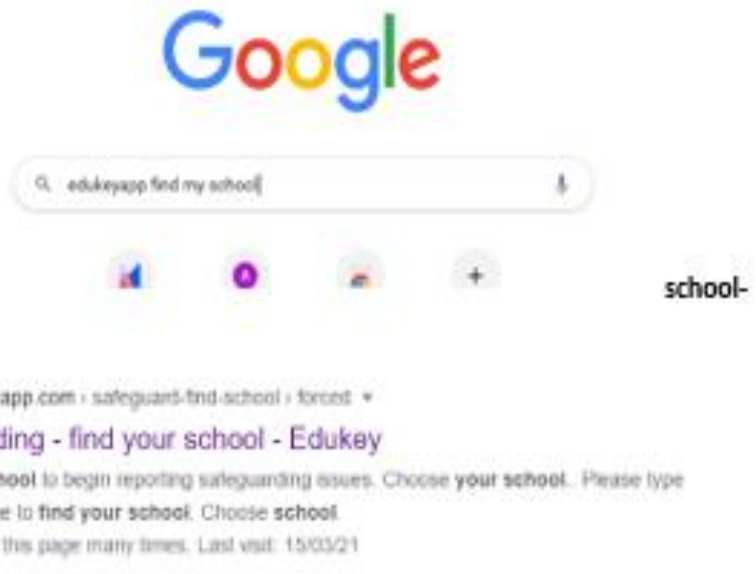 Google
edukeyapp find my school
school-
app.com › safeguard-find-school › forced
ding - find your school - Edukey
hool to begin reporting safeguarding issues. Choose your school. Please type
e to find your school. Choose school.
this page many times. Last visit: 15/03/21